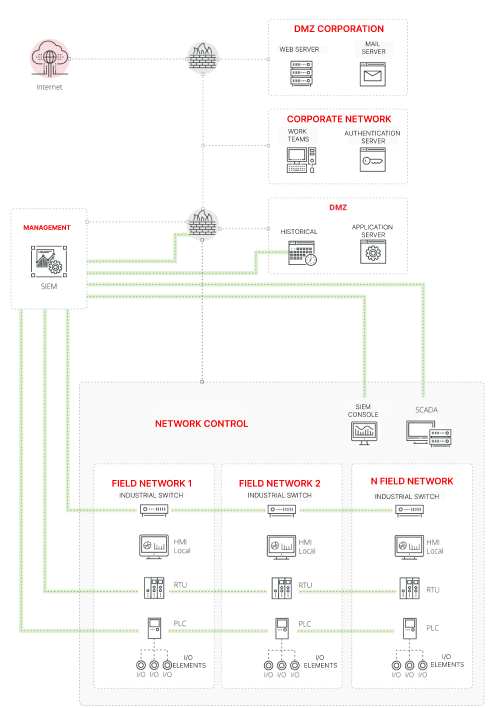 DMZ CORPORATION
WEB SERVER
MAIL
SERVER
Internet
CORPORATE NETWORK
WORK
TEAMS
AUTHENTICATION
SERVER
DMZ
MANAGEMENT
HISTORICAL
APPLICATION
SERVER
SIEM
SIEM
CONSOLE
SCADA
NETWORK CONTROL
FIELD NETWORK 1
INDUSTRIAL SWITCH
HMI
Local
RTU
PLC
I/O
ELEMENTS
I/O I/O I/O
FIELD NETWORK 2
INDUSTRIAL SWITCH
HMI
Local
RTU
PLC
I/O
ELEMENTS
I/O I/O I/O
N FIELD NETWORK
INDUSTRIAL SWITCH
HMI
Local
RTU
PLC
I/O
ELEMENTS
I/O I/O I/O